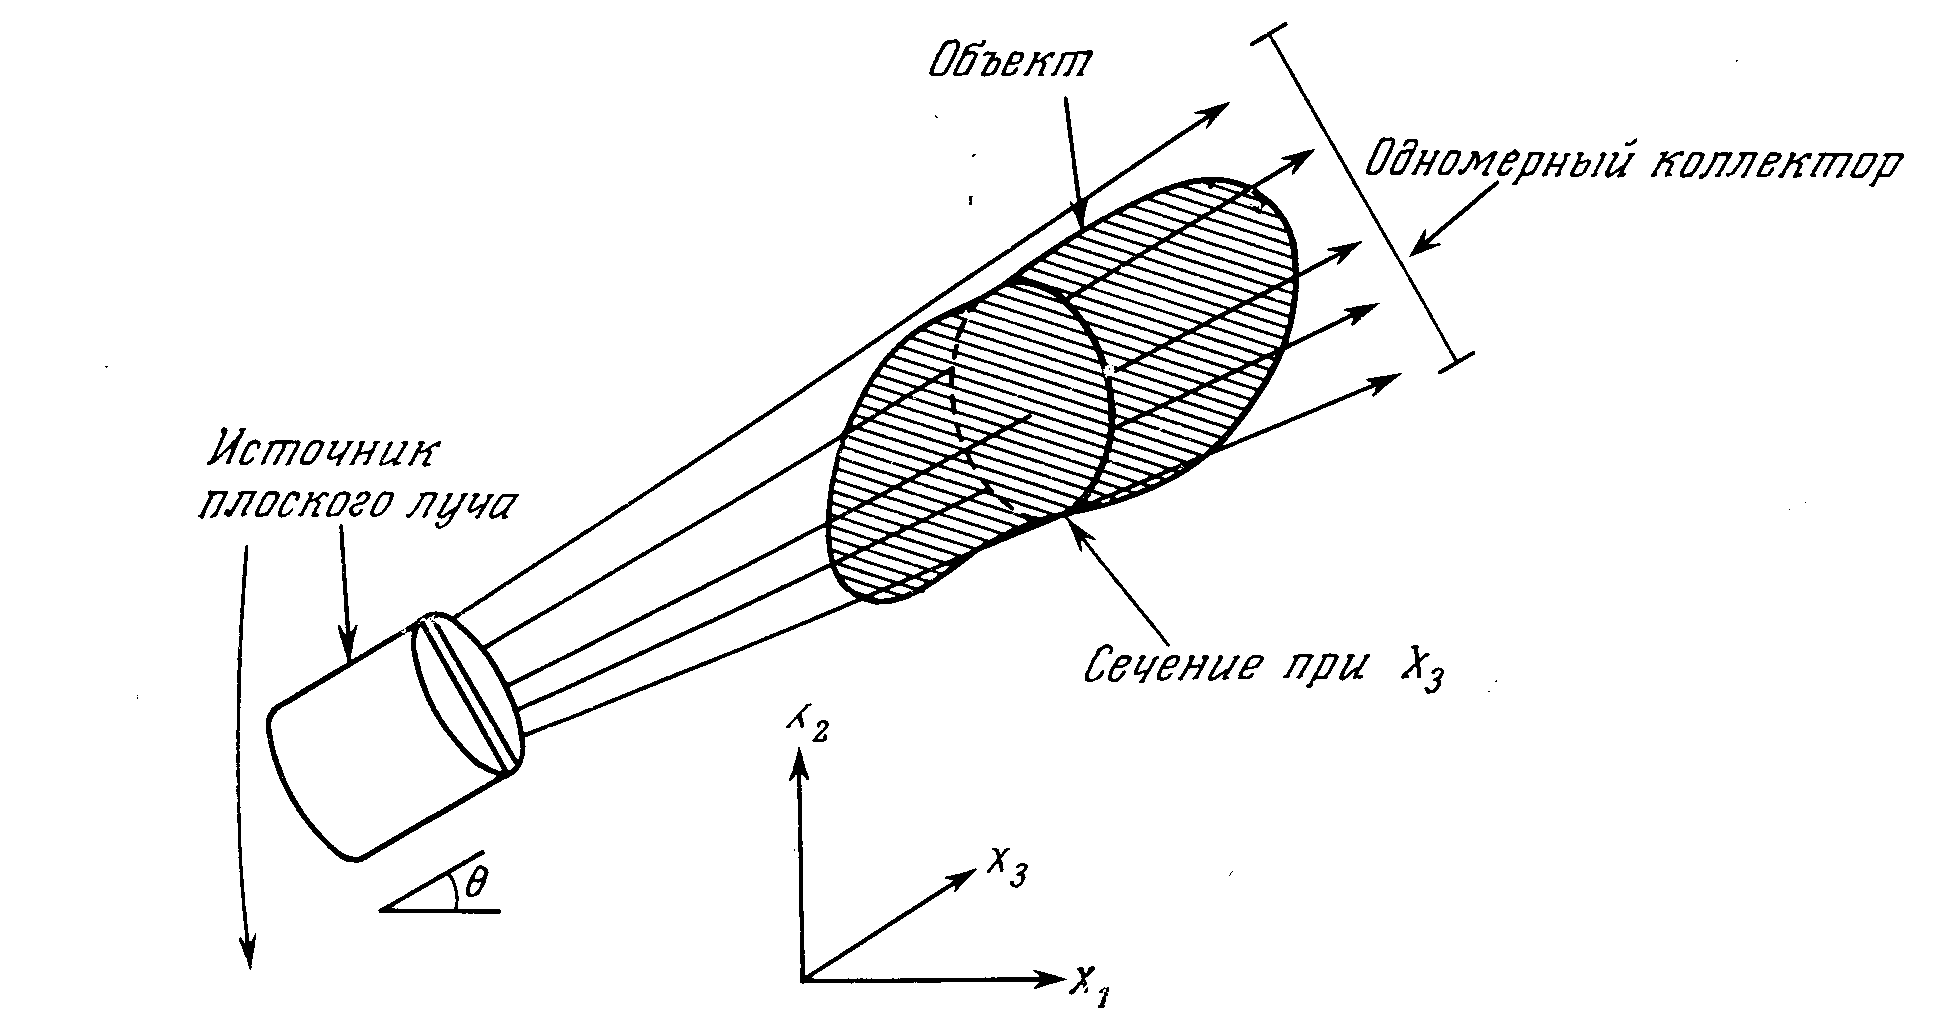 Объект
Одномерный коллектор
Источник
плоского луча
Сечение при X₃
x₂
x₃
θ
x₁